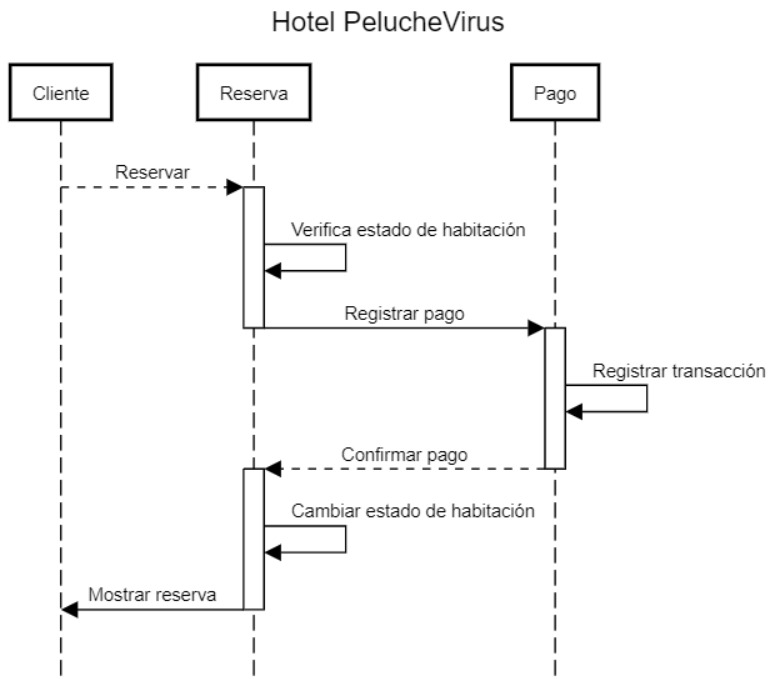 Hotel PelucheVirus
Cliente
Reserva
Pago
Reservar
Verifica estado de habitación
Registrar pago
Registrar transacción
Confirmar pago
Cambiar estado de habitación
Mostrar reserva